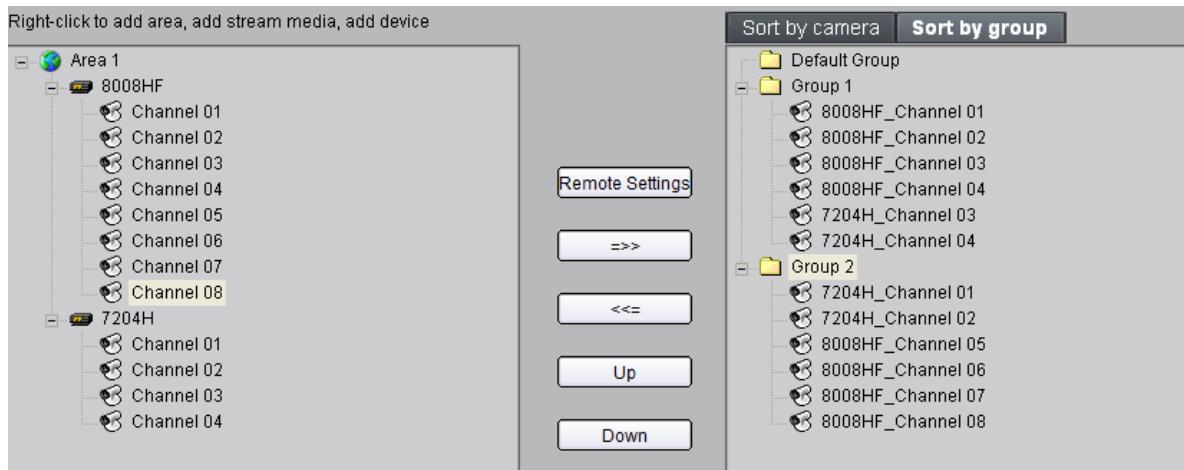 Right-click to add area, add stream media, add device
Area 1
8008HF
Channel 01
Channel 02
Channel 03
Channel 04
Channel 05
Channel 06
Channel 07
Channel 08
7204H
Channel 01
Channel 02
Channel 03
Channel 04
Remote Settings
=>>
<<=
Up
Down
Sort by camera
Sort by group
Default Group
Group 1
8008HF_Channel 01
8008HF_Channel 02
8008HF_Channel 03
8008HF_Channel 04
7204H_Channel 03
7204H_Channel 04
Group 2
7204H_Channel 01
7204H_Channel 02
8008HF_Channel 05
8008HF_Channel 06
8008HF_Channel 07
8008HF_Channel 08